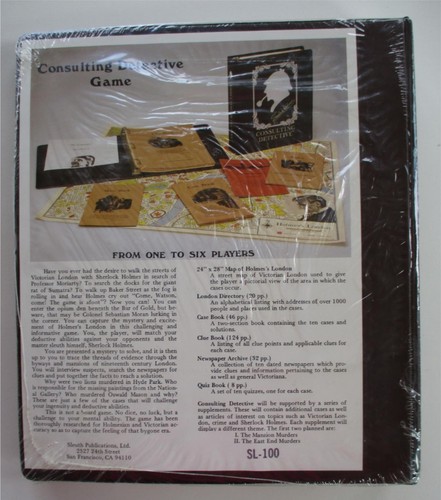 Consulting Detective
Game
CONSULTING
DETECTIVE
FROM ONE TO SIX PLAYERS
Have you ever had the desire to walk the streets of
Victorian London with Sherlock Holmes in search of
Professor Moriarty? To search the docks for the giant
rat of Sumatra? To walk up Baker Street as the fog is
rolling in and hear Holmes cry out "Come, Watson,
come! The game is afoot"? Now you can! You can
enter the opium den beneath the Bar of Gold, but be-
ware, that may be Colonel Sebastian Moran lurking in
the corner. You can capture the mystery and excite-
ment of Holmes's London in this challenging and
informative game. You, the player, will match your
deductive abilities against your opponents and the
master sleuth himself, Sherlock Holmes.
You are presented a mystery to solve, and it is then
up to you to trace the threads of evidence through the
byways and mansions of nineteenth century London.
You will interview suspects, search the newspapers for
clues and put together the facts to reach a solution.
Why were two lions murdered in Hyde Park. Who
is responsible for the missing paintings from the Nation-
al Gallery? Who murdered Oswald Mason and why?
These are just a few of the cases that will challenge
your ingenuity and deductive abilities.
This is not a board game. No dice, no luck, but a
challenge to your mental ability. The game has been
thoroughly researched for Holmesian and Victorian ac-
curacy so as to capture the feeling of that bygone era.
Sleuth Publications, Ltd.
2527 24th Street
San Francisco, CA 94110
24" x 28" Map of Holmes's London
A street map of Victorian London used to give
the player a pictorial view of the area in which the
cases occur.
London Directory (20 pp.)
An alphabetical listing with addresses of over 1000
people and places used in the cases.
Case Book (46 pp.)
A two-section book containing the ten cases and
solutions.
Clue Book (124 pp.)
A listing of all clue points and applicable clues for
each case.
Newspaper Archive (32 pp.)
A collection of ten dated newspapers which pro-
vides clues and information pertaining to the cases
as well as general Victoriana.
Quiz Book ( 8 pp.)
A set of ten quizzes, one for each case.
Consulting Detective will be supported by a series of
supplements. These will contain additional cases as well
as articles of interest on topics such as Victorian Lon-
don, crime and Sherlock Holmes. Each supplement will
display a different theme. The first two planned are:
I. The Mansion Murders
II. The East End Murders
SL-100